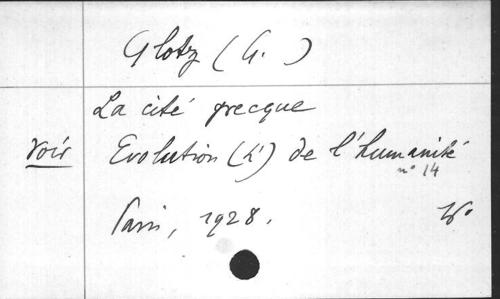 Glotz (G. )
La cité grecque
voir Evolution (L') de l'humanité
n° 14
Paris, 1928.